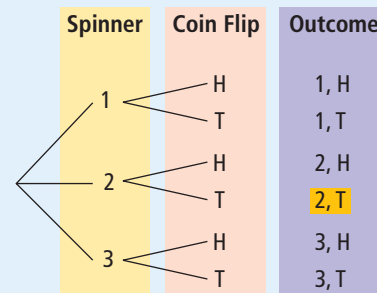 Spinner Coin Flip Outcome
H 1, H
1
T 1, T
H 2, H
2
T 2, T
H 3, H
3
T 3, T